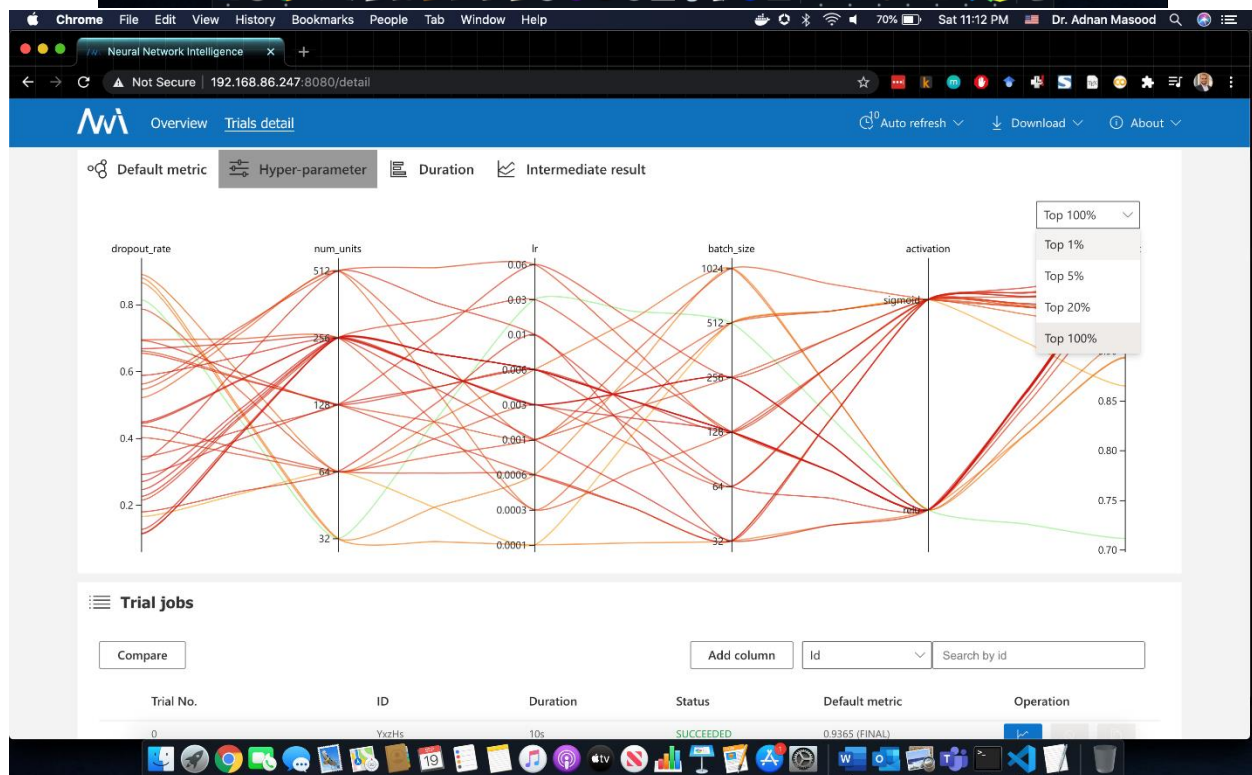 Chrome File Edit View History Bookmarks People Tab Window Help 70% Sat 11:12 PM Dr. Adnan Masood
Neural Network Intelligence
Not Secure | 192.168.86.247:8080/detail
Overview Trials detail 10 Auto refresh Download About
Default metric Hyper-parameter Duration Intermediate result
Top 100%
Top 1%
Top 5%
Top 20%
Top 100%
dropout_rate num_units lr batch_size activation
0.8
0.6
0.4
0.2
512
256
128
64
32
0.06
0.03
0.01
0.006
0.003
0.001
0.0006
0.0003
0.0001
1024
512
256
128
64
32
sigmoid
relu
0.85
0.80
0.75
0.70
Trial jobs
Compare Add column Id Search by id
Trial No. ID Duration Status Default metric Operation
0 YxzHs 10s SUCCEEDED 0.9365 (FINAL)
19 tv